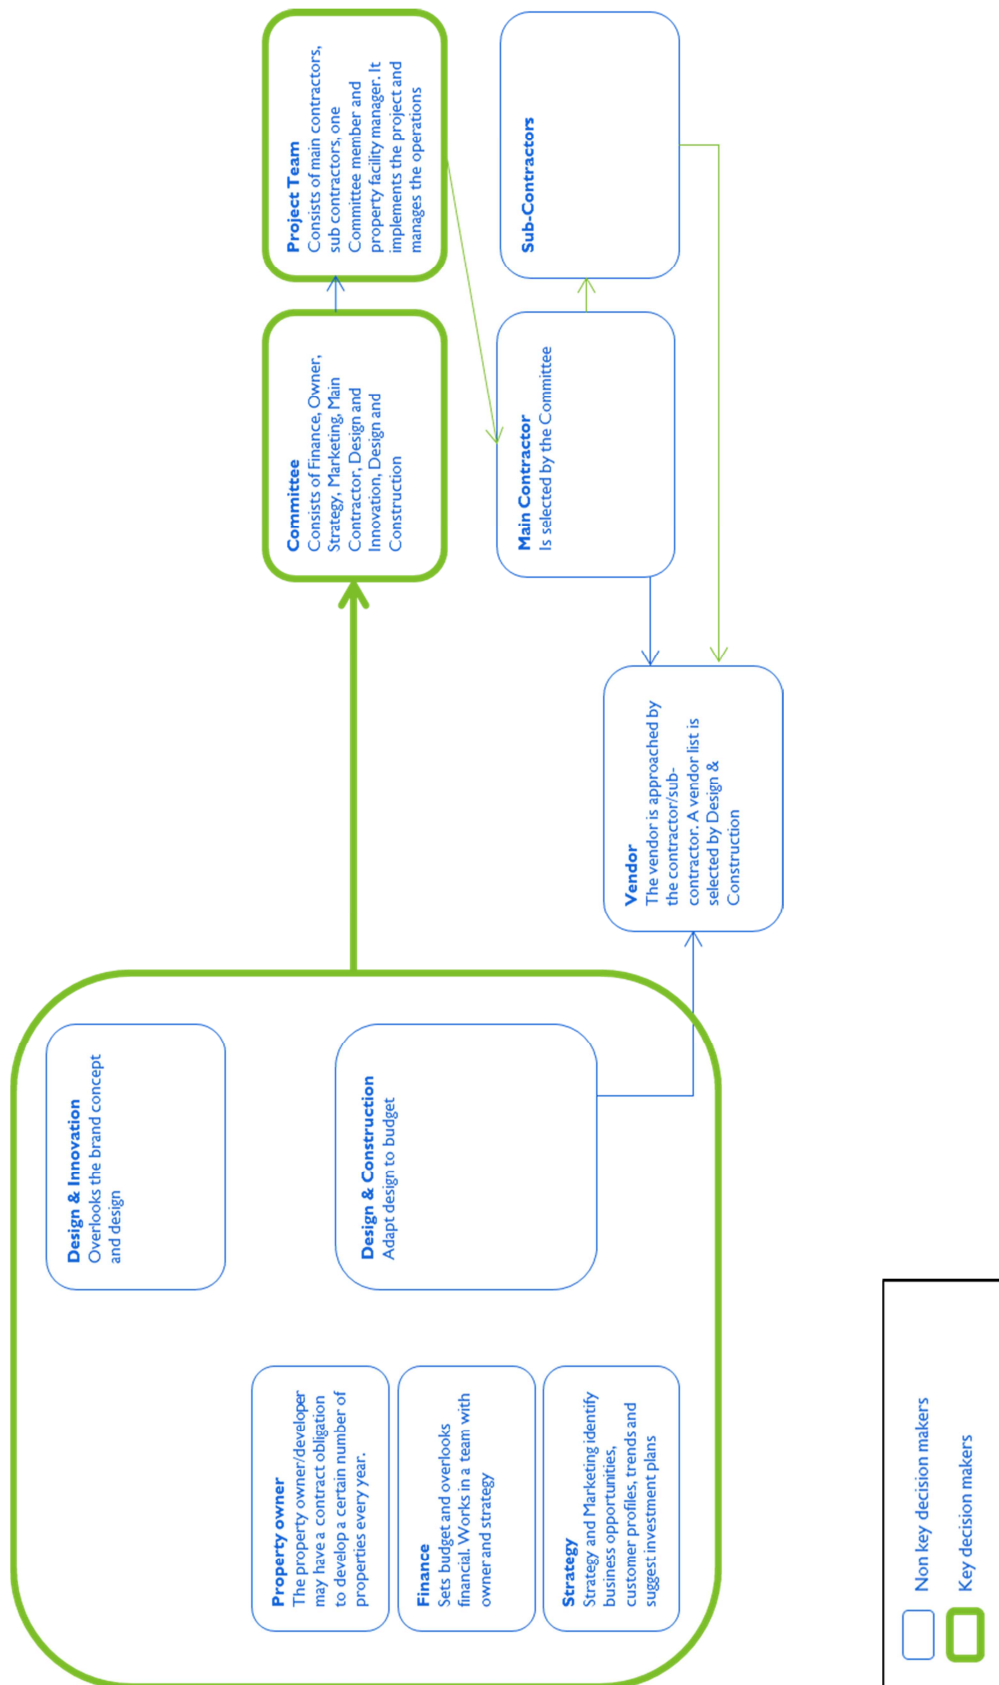 Property owner
The property owner/developer
may have a contract obligation
to develop a certain number of
properties every year.
Finance
Sets budget and overlooks
financial. Works in a team with
owner and strategy
Strategy
Strategy and Marketing identify
business opportunities,
customer profiles, trends and
suggest investment plans
Design & Innovation
Overlooks the brand concept
and design
Design & Construction
Adapt design to budget
Vendor
The vendor is approached by
the contractor/sub-
contractor. A vendor list is
selected by Design &
Construction
Committee
Consists of Finance, Owner,
Strategy, Marketing, Main
Contractor, Design and
Innovation, Design and
Construction
Main Contractor
Is selected by the Committee
Project Team
Consists of main contractors,
sub contractors, one
Committee member and
property facility manager. It
implements the project and
manages the operations
Sub-Contractors
Non key decision makers
Key decision makers